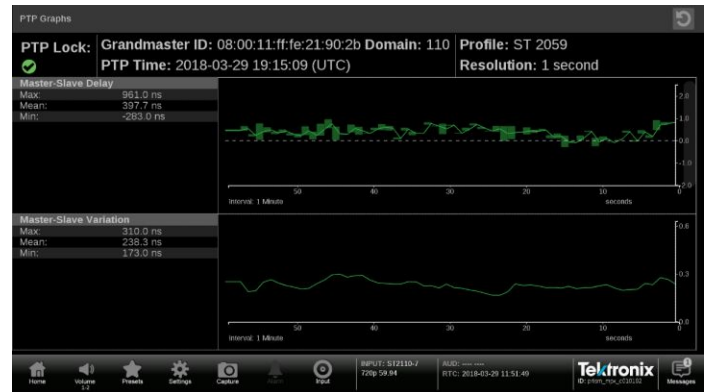 PTP Graphs
PTP Lock:
Grandmaster ID: 08:00:11:ff:fe:21:90:2b Domain: 110
Profile: ST 2059
PTP Time: 2018-03-29 19:15:09 (UTC)
Resolution: 1 second
Master-Slave Delay
Max: 961.0 ns
Mean: 397.7 ns
Min: -283.0 ns
2.0
1.0
0.0
-1.0
-2.0
50 40 30 20 10 0
Interval: 1 Minute seconds
Master-Slave Variation
Max: 310.0 ns
Mean: 238.3 ns
Min: 173.0 ns
0.6
0.3
0.0
50 40 30 20 10 0
Interval: 1 Minute seconds
Home
Volume
1-2
Presets
Settings
Capture
Input
INPUT: ST2110-7
720p 59.94
AUD: ---- ----
RTC: 2018-03-29 11:51:49
Tektronix
Messages